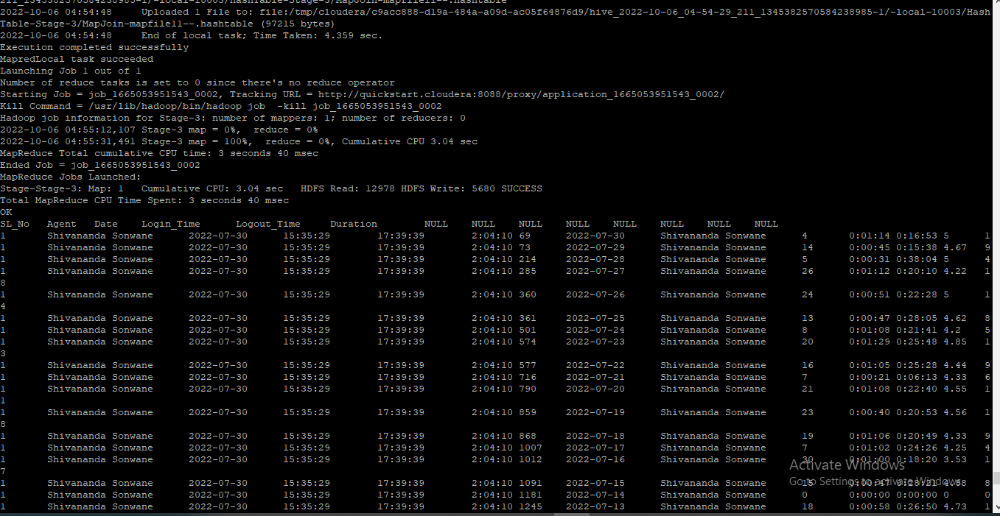 211_1345382570584238985-1/-local-10003/HashTable-Stage-3/MapJoin-mapfile11--.hashtable
2022-10-06 04:54:48 Uploaded 1 File to: file:/tmp/cloudera/c9acc888-d19a-484a-a09d-ac05f64876d9/hive_2022-10-06_04-54-29_211_1345382570584238985-1/-local-10003/Hash
Table-Stage-3/MapJoin-mapfile11--.hashtable (97215 bytes)
2022-10-06 04:54:48 End of local task; Time Taken: 4.359 sec.
Execution completed successfully
MapredLocal task succeeded
Launching Job 1 out of 1
Number of reduce tasks is set to 0 since there's no reduce operator
Starting Job = job_1665053951543_0002, Tracking URL = http://quickstart.cloudera:8088/proxy/application_1665053951543_0002/
Kill Command = /usr/lib/hadoop/bin/hadoop job  -kill job_1665053951543_0002
Hadoop job information for Stage-3: number of mappers: 1; number of reducers: 0
2022-10-06 04:55:12,107 Stage-3 map = 0%,  reduce = 0%
2022-10-06 04:55:31,491 Stage-3 map = 100%,  reduce = 0%, Cumulative CPU 3.04 sec
MapReduce Total cumulative CPU time: 3 seconds 40 msec
Ended Job = job_1665053951543_0002
MapReduce Jobs Launched:
Stage-Stage-3: Map: 1   Cumulative CPU: 3.04 sec   HDFS Read: 12978 HDFS Write: 5680 SUCCESS
Total MapReduce CPU Time Spent: 3 seconds 40 msec
OK
SL_No Agent Date Login_Time Logout_Time Duration NULL NULL NULL NULL NULL NULL NULL NULL
1 Shivananda Sonwane 2022-07-30 15:35:29 17:39:39 2:04:10 69 2022-07-30 Shivananda Sonwane 4 0:01:14 0:16:53 5 1
1 Shivananda Sonwane 2022-07-30 15:35:29 17:39:39 2:04:10 73 2022-07-29 Shivananda Sonwane 14 0:00:45 0:15:38 4.67 9
1 Shivananda Sonwane 2022-07-30 15:35:29 17:39:39 2:04:10 214 2022-07-28 Shivananda Sonwane 5 0:00:31 0:38:04 5 4
1 Shivananda Sonwane 2022-07-30 15:35:29 17:39:39 2:04:10 285 2022-07-27 Shivananda Sonwane 26 0:01:12 0:20:10 4.22 1
8
1 Shivananda Sonwane 2022-07-30 15:35:29 17:39:39 2:04:10 360 2022-07-26 Shivananda Sonwane 24 0:00:51 0:22:28 5 1
4
1 Shivananda Sonwane 2022-07-30 15:35:29 17:39:39 2:04:10 361 2022-07-25 Shivananda Sonwane 13 0:00:47 0:28:05 4.62 8
1 Shivananda Sonwane 2022-07-30 15:35:29 17:39:39 2:04:10 501 2022-07-24 Shivananda Sonwane 8 0:01:08 0:21:41 4.2 5
1 Shivananda Sonwane 2022-07-30 15:35:29 17:39:39 2:04:10 574 2022-07-23 Shivananda Sonwane 20 0:01:29 0:25:48 4.85 1
3
1 Shivananda Sonwane 2022-07-30 15:35:29 17:39:39 2:04:10 577 2022-07-22 Shivananda Sonwane 16 0:01:05 0:25:28 4.44 9
1 Shivananda Sonwane 2022-07-30 15:35:29 17:39:39 2:04:10 716 2022-07-21 Shivananda Sonwane 7 0:00:21 0:06:13 4.33 6
1 Shivananda Sonwane 2022-07-30 15:35:29 17:39:39 2:04:10 790 2022-07-20 Shivananda Sonwane 21 0:01:08 0:22:40 4.55 1
1
1 Shivananda Sonwane 2022-07-30 15:35:29 17:39:39 2:04:10 859 2022-07-19 Shivananda Sonwane 23 0:00:40 0:20:53 4.56 1
8
1 Shivananda Sonwane 2022-07-30 15:35:29 17:39:39 2:04:10 868 2022-07-18 Shivananda Sonwane 19 0:01:06 0:20:49 4.33 9
1 Shivananda Sonwane 2022-07-30 15:35:29 17:39:39 2:04:10 1007 2022-07-17 Shivananda Sonwane 7 0:01:02 0:24:26 4.25 4
1 Shivananda Sonwane 2022-07-30 15:35:29 17:39:39 2:04:10 1012 2022-07-16 Shivananda Sonwane 30 0:01:00 0:18:20 3.53 1
7
Activate Windows
1 Shivananda Sonwane 2022-07-30 15:35:29 17:39:39 2:04:10 1091 2022-07-15 Shivananda Sonwane 15 8
Go to Settings to activate Windows.
1 Shivananda Sonwane 2022-07-30 15:35:29 17:39:39 2:04:10 1181 2022-07-14 Shivananda Sonwane 0 0:00:00 0:00:00 0 0
1 Shivananda Sonwane 2022-07-30 15:35:29 17:39:39 2:04:10 1245 2022-07-13 Shivananda Sonwane 18 0:00:58 0:26:50 4.73 1